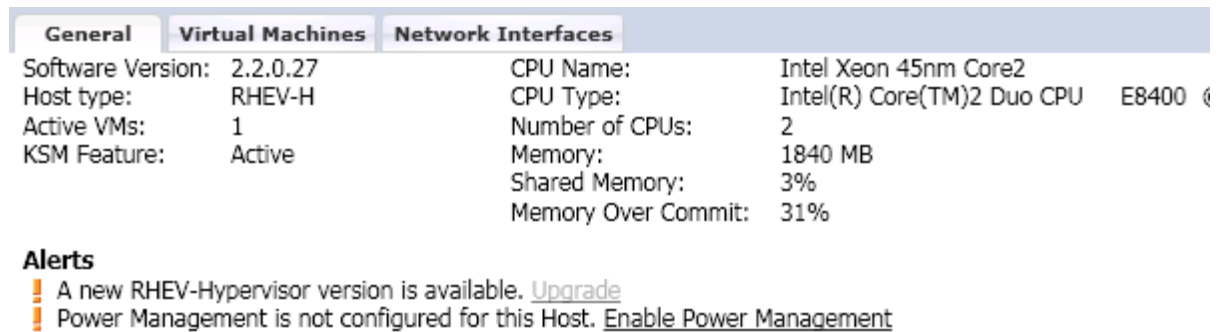 General Virtual Machines Network Interfaces
Software Version: 2.2.0.27 CPU Name: Intel Xeon 45nm Core2
Host type: RHEV-H CPU Type: Intel(R) Core(TM)2 Duo CPU E8400 @
Active VMs: 1 Number of CPUs: 2
KSM Feature: Active Memory: 1840 MB
Shared Memory: 3%
Memory Over Commit: 31%
Alerts
! A new RHEV-Hypervisor version is available. Upgrade
! Power Management is not configured for this Host. Enable Power Management